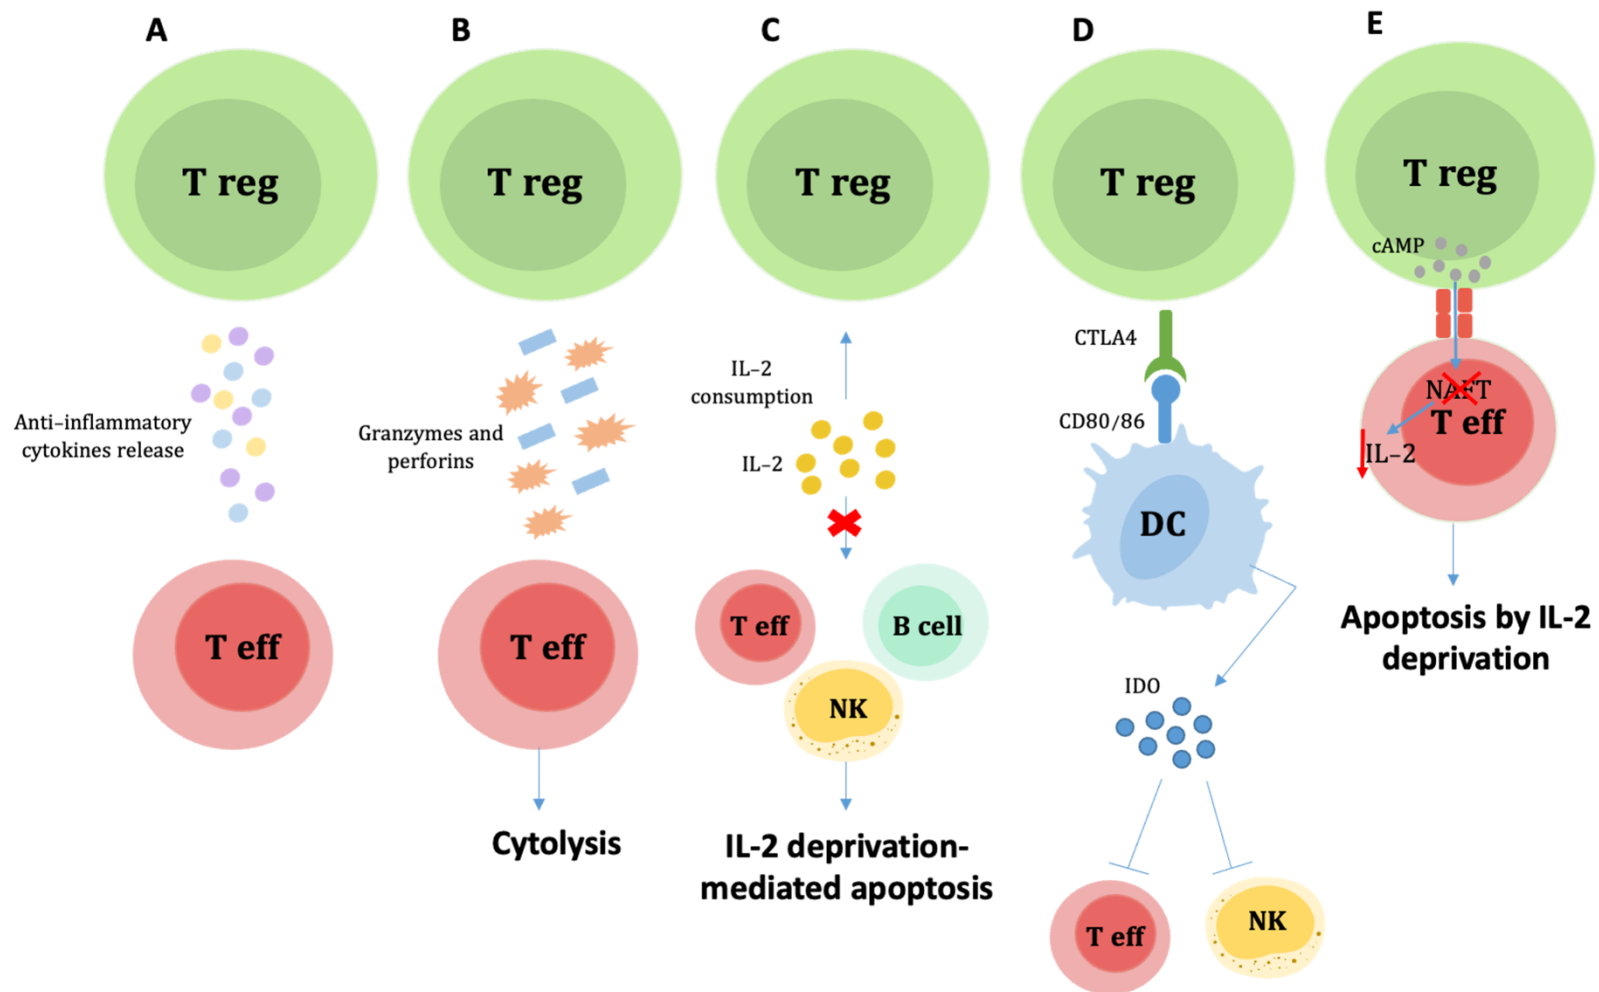 A
T reg
Anti-inflammatory
cytokines release
T eff
B
T reg
Granzymes and
perforins
T eff
Cytolysis
C
T reg
IL-2
consumption
IL-2
T eff
B cell
NK
IL-2 deprivation-
mediated apoptosis
D
T reg
CTLA4
CD80/86
DC
IDO
T eff
NK
E
T reg
cAMP
NAFT
T eff
IL-2
Apoptosis by IL-2
deprivation